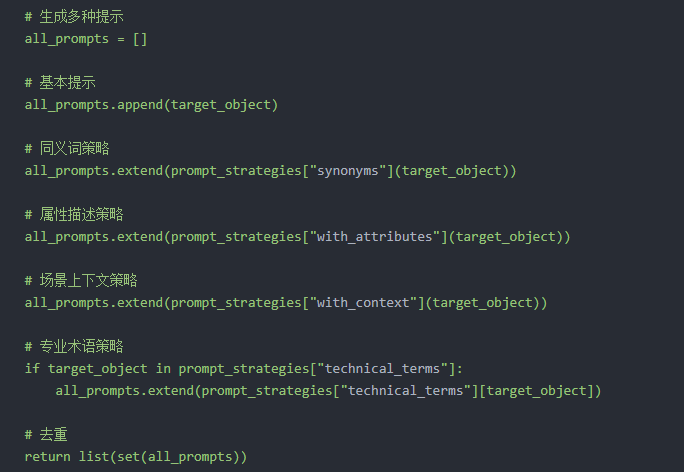 # 生成多种提示
all_prompts = []
# 基本提示
all_prompts.append(target_object)
# 同义词策略
all_prompts.extend(prompt_strategies["synonyms"](target_object))
# 属性描述策略
all_prompts.extend(prompt_strategies["with_attributes"](target_object))
# 场景上下文策略
all_prompts.extend(prompt_strategies["with_context"](target_object))
# 专业术语策略
if target_object in prompt_strategies["technical_terms"]:
    all_prompts.extend(prompt_strategies["technical_terms"][target_object])
# 去重
return list(set(all_prompts))